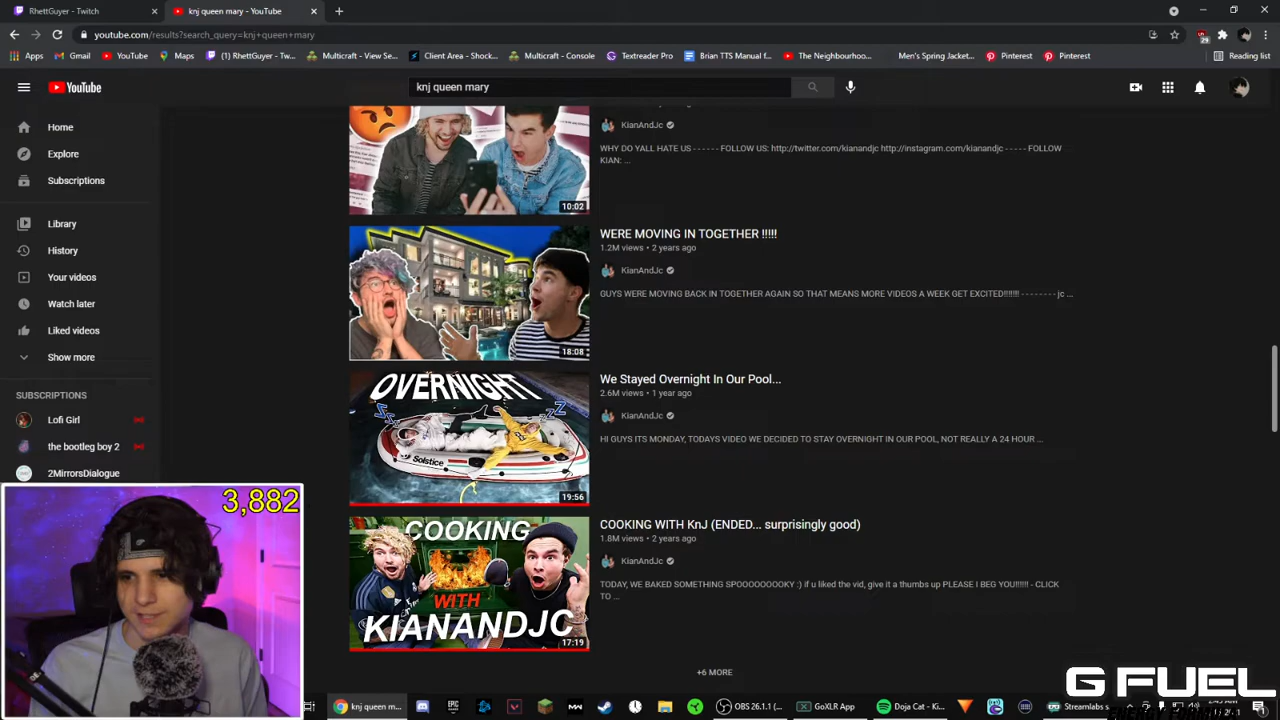 RhettGuyer - Twitch
knj queen mary - YouTube
youtube.com/results?search_query=knj+queen+mary
Apps
Gmail
YouTube
Maps
(1) RhettGuyer - Tw...
Multicraft - View Se...
Client Area - Shock...
Multicraft - Console
Textreader Pro
Brian TTS Manual f...
The Neighbourhoo...
Men's Spring Jacket...
Pinterest
Pinterest
Reading list
YouTube
knj queen mary
Home
Explore
Subscriptions
Library
History
Your videos
Watch later
Liked videos
Show more
SUBSCRIPTIONS
Lofi Girl
the bootleg boy 2
2MirrorsDialogue
3,882
KianAndJc
WHY DO YALL HATE US - - - - - - FOLLOW US: http://twitter.com/kianandjc http://instagram.com/kianandjc - - - - - FOLLOW
KIAN: ...
10:02
WERE MOVING IN TOGETHER !!!!!
1.2M views • 2 years ago
KianAndJc
GUYS WERE MOVING BACK IN TOGETHER AGAIN SO THAT MEANS MORE VIDEOS A WEEK GET EXCITED!!!!!!! - - - - - - - - jc ...
18:08
OVERNIGHT
Solstice
19:56
We Stayed Overnight In Our Pool...
2.6M views • 1 year ago
KianAndJc
HI GUYS ITS MONDAY, TODAYS VIDEO WE DECIDED TO STAY OVERNIGHT IN OUR POOL, NOT REALLY A 24 HOUR ...
COOKING
WITH
KIANANDJC
17:19
COOKING WITH KnJ (ENDED... surprisingly good)
1.8M views • 2 years ago
KianAndJc
TODAY, WE BAKED SOMETHING SPOOOOOOOKY :) if u liked the vid, give it a thumbs up PLEASE I BEG YOU!!!!!! - CLICK
TO ...
+6 MORE
G FUEL
knj queen mary - Y...
OBS 26.1.1 (...
GoXLR App
Doja Cat - Ki...
Streamlabs